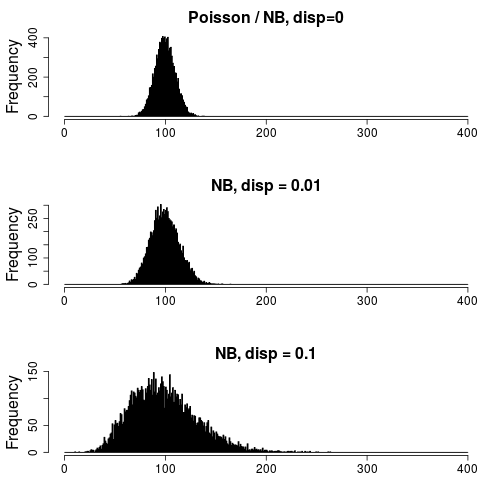 Poisson / NB, disp=0
Frequency
400
200
0
0 100 200 300 400
NB, disp = 0.01
Frequency
250
100
0
0 100 200 300 400
NB, disp = 0.1
Frequency
150
50
0
0 100 200 300 400